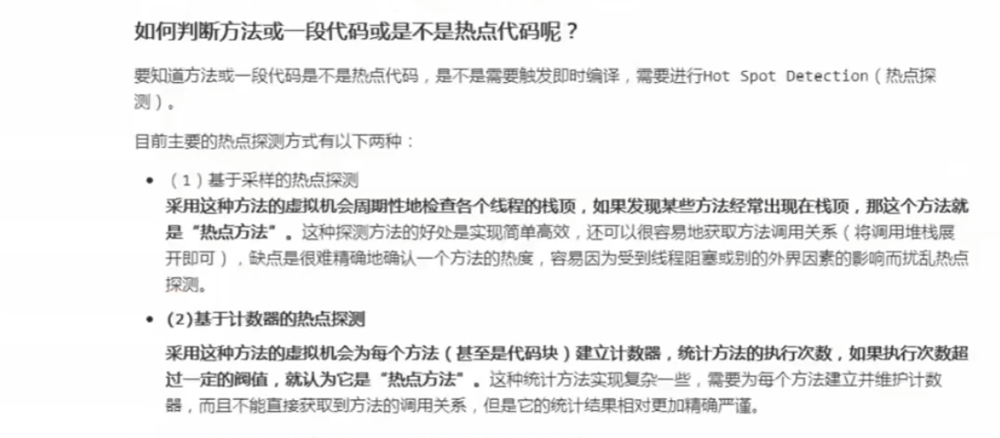 如何判断方法或一段代码或是不是热点代码呢？
要知道方法或一段代码是不是热点代码，是不是需要触发即时编译，需要进行Hot Spot Detection（热点探
测）。
目前主要的热点探测方式有以下两种：
• （1）基于采样的热点探测
采用这种方法的虚拟机会周期性地检查各个线程的栈顶，如果发现某些方法经常出现在栈顶，那这个方法就
是“热点方法”。这种探测方法的好处是实现简单高效，还可以很容易地获取方法调用关系（将调用堆栈展
开即可），缺点是很难精确地确认一个方法的热度，容易因为受到线程阻塞或别的外界因素的影响而扰乱热点
探测。
• (2)基于计数器的热点探测
采用这种方法的虚拟机会为每个方法（甚至是代码块）建立计数器，统计方法的执行次数，如果执行次数超
过一定的阀值，就认为它是“热点方法”。这种统计方法实现复杂一些，需要为每个方法建立并维护计数
器，而且不能直接获取到方法的调用关系，但是它的统计结果相对更加精确严谨。